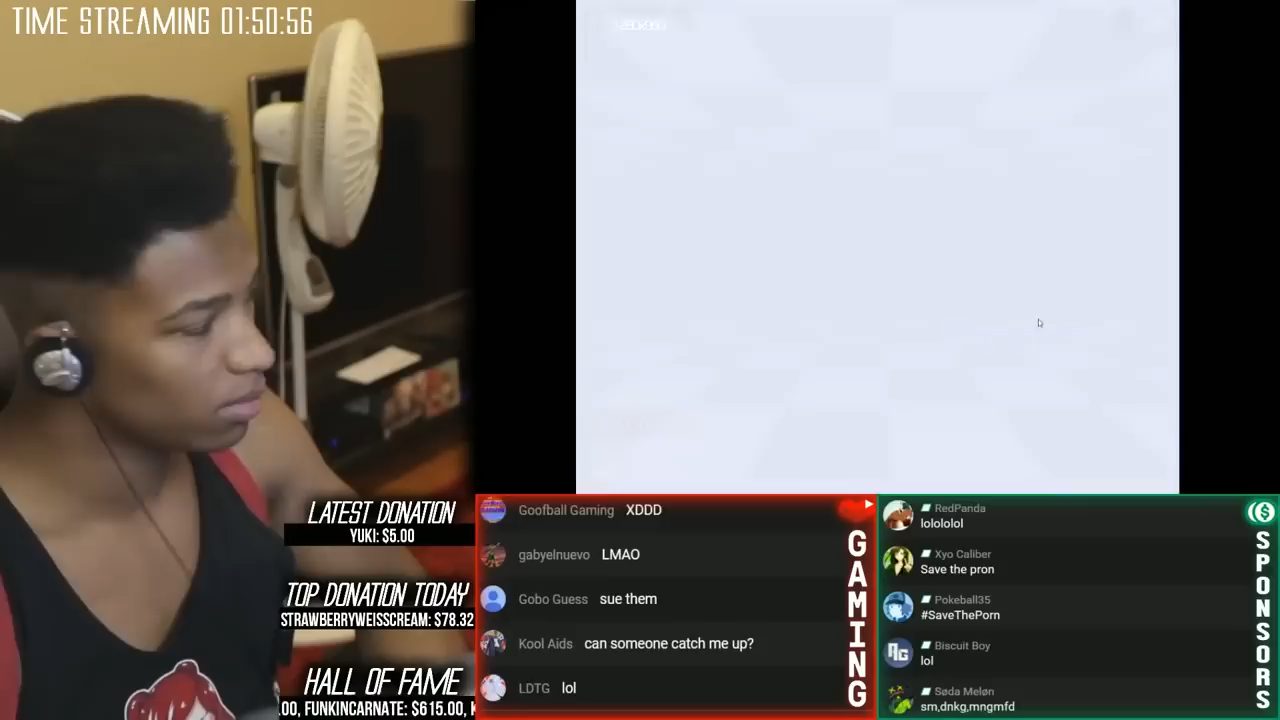 TIME STREAMING 01:50:56
LATEST DONATION
YUKI: $5.00
TOP DONATION TODAY
STRAWBERRYWEISSCREAM: $78.32
HALL OF FAME
.00, FUNKINCARNATE: $615.00,
Goofball Gaming XDDD
gabyelnuevo LMAO
Gobo Guess sue them
Kool Aids can someone catch me up?
LDTG lol
GAMING
RedPanda
lolololol
Xyo Caliber
Save the pron
Pokeball35
#SaveThePorn
Biscuit Boy
lol
Søda Meløn
sm,dnkg,mngmfd
SPONSORS